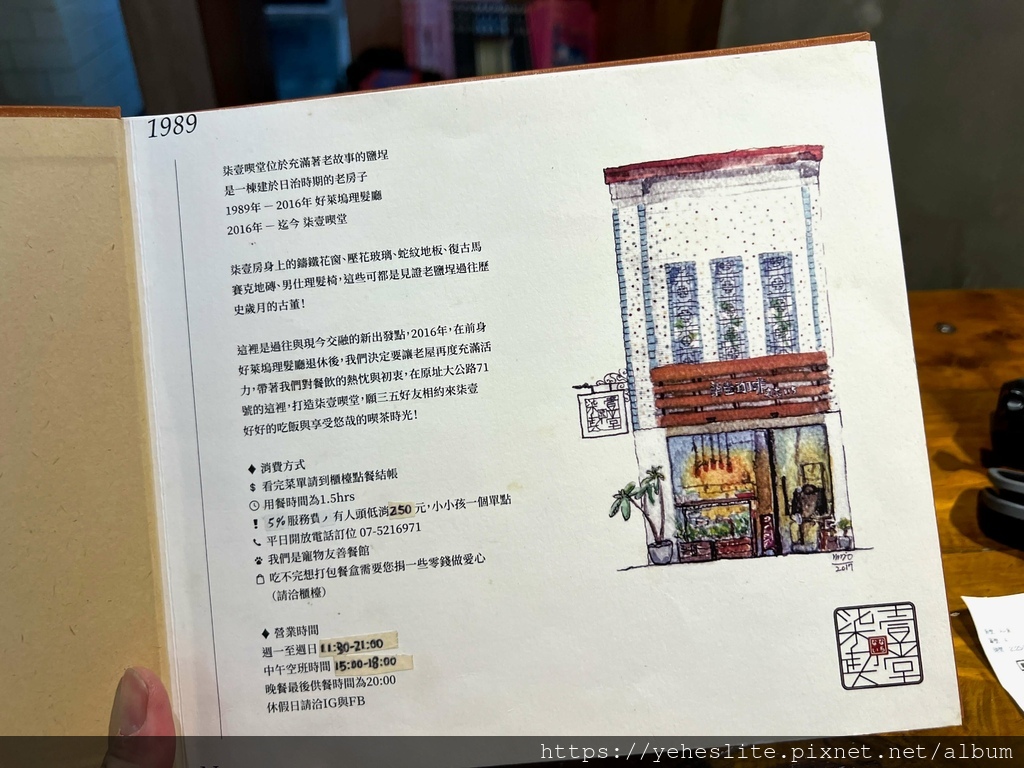 1989
柒壹喫堂位於充滿著老故事的鹽埕
是一棟建於日治時期的老房子
1989年 — 2016年 好萊塢理髮廳
2016年 — 迄今 柒壹喫堂
柒壹房身上的鑄鐵花窗、壓花玻璃、蛇紋地板、復古馬
賽克地磚、男仕理髮椅，這些可都是見證老鹽埕過往歷
史歲月的古董！
這裡是過往與現今交融的新出發點，2016年，在前身
好萊塢理髮廳退休後，我們決定要讓老屋再度充滿活
力，帶著我們對餐飲的熱忱與初衷，在原址大公路71
號的這裡，打造柒壹喫堂，願三五好友相約來柒壹
好好的吃飯與享受悠哉的喫茶時光！
◆ 消費方式
$ 看完菜單請到櫃檯點餐結帳
用餐時間為1.5hrs
! 5%服務費，有人頭低消250元，小小孩一個單點
平日開放電話訂位 07-5216971
我們是寵物友善餐館
吃不完想打包餐盒需要您捐一些零錢做愛心
（請洽櫃檯）
◆ 營業時間
週一至週日 11:30-21:00
中午空班時間 15:00-18:00
晚餐最後供餐時間為20:00
休假日請洽IG與FB
柒喫壹堂
2017
柒喫壹堂
https://yeheslite.pixnet.net/album